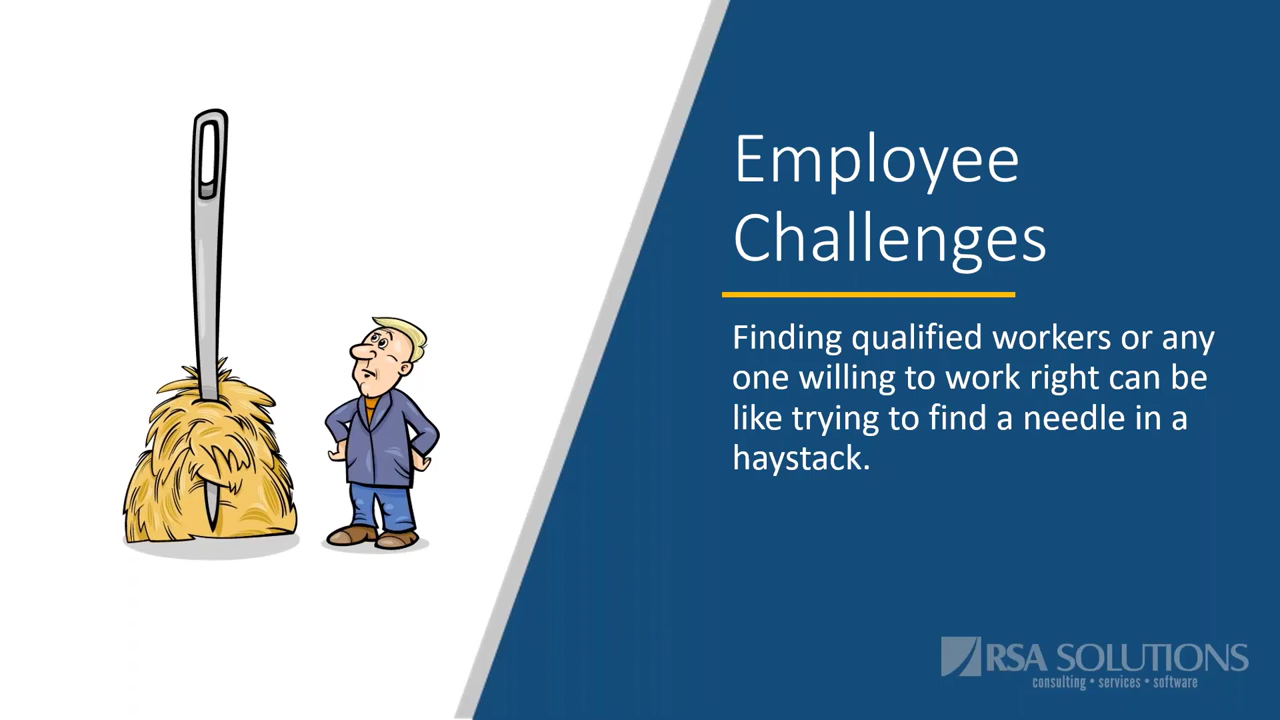 Employee
Challenges
Finding qualified workers or any
one willing to work right can be
like trying to find a needle in a
haystack.
RSA SOLUTIONS
consulting • services • software